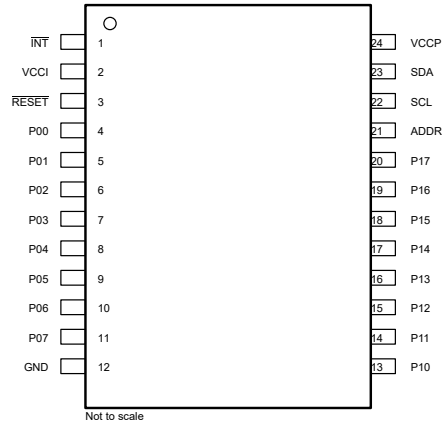 INT 1 24 VCCP
VCCI 2 23 SDA
RESET 3 22 SCL
P00 4 21 ADDR
P01 5 20 P17
P02 6 19 P16
P03 7 18 P15
P04 8 17 P14
P05 9 16 P13
P06 10 15 P12
P07 11 14 P11
GND 12 13 P10
Not to scale